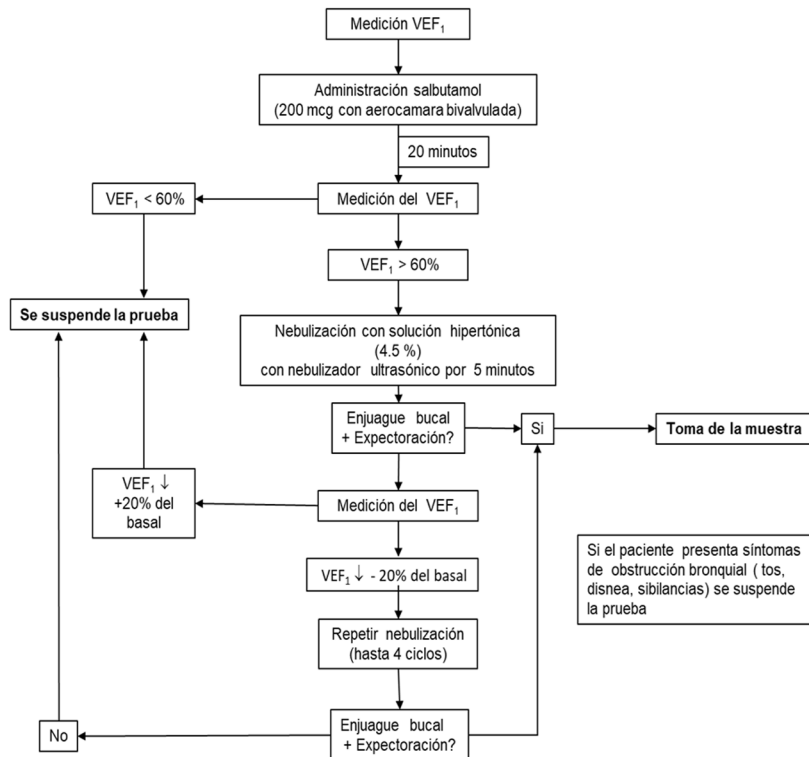 Medición VEF₁
Administración salbutamol
(200 mcg con aerocamara bivalvulada)
20 minutos
VEF₁ < 60%
Medición del VEF₁
VEF₁ > 60%
Se suspende la prueba
Nebulización con solución hipertónica
(4.5 %)
con nebulizador ultrasónico por 5 minutos
Enjuague bucal
+ Expectoración?
Si
Toma de la muestra
VEF₁ ↓
+20% del
basal
Medición del VEF₁
VEF₁ ↓ - 20% del basal
Si el paciente presenta síntomas
de obstrucción bronquial ( tos,
disnea, sibilancias) se suspende
la prueba
Repetir nebulización
(hasta 4 ciclos)
No
Enjuague bucal
+ Expectoración?